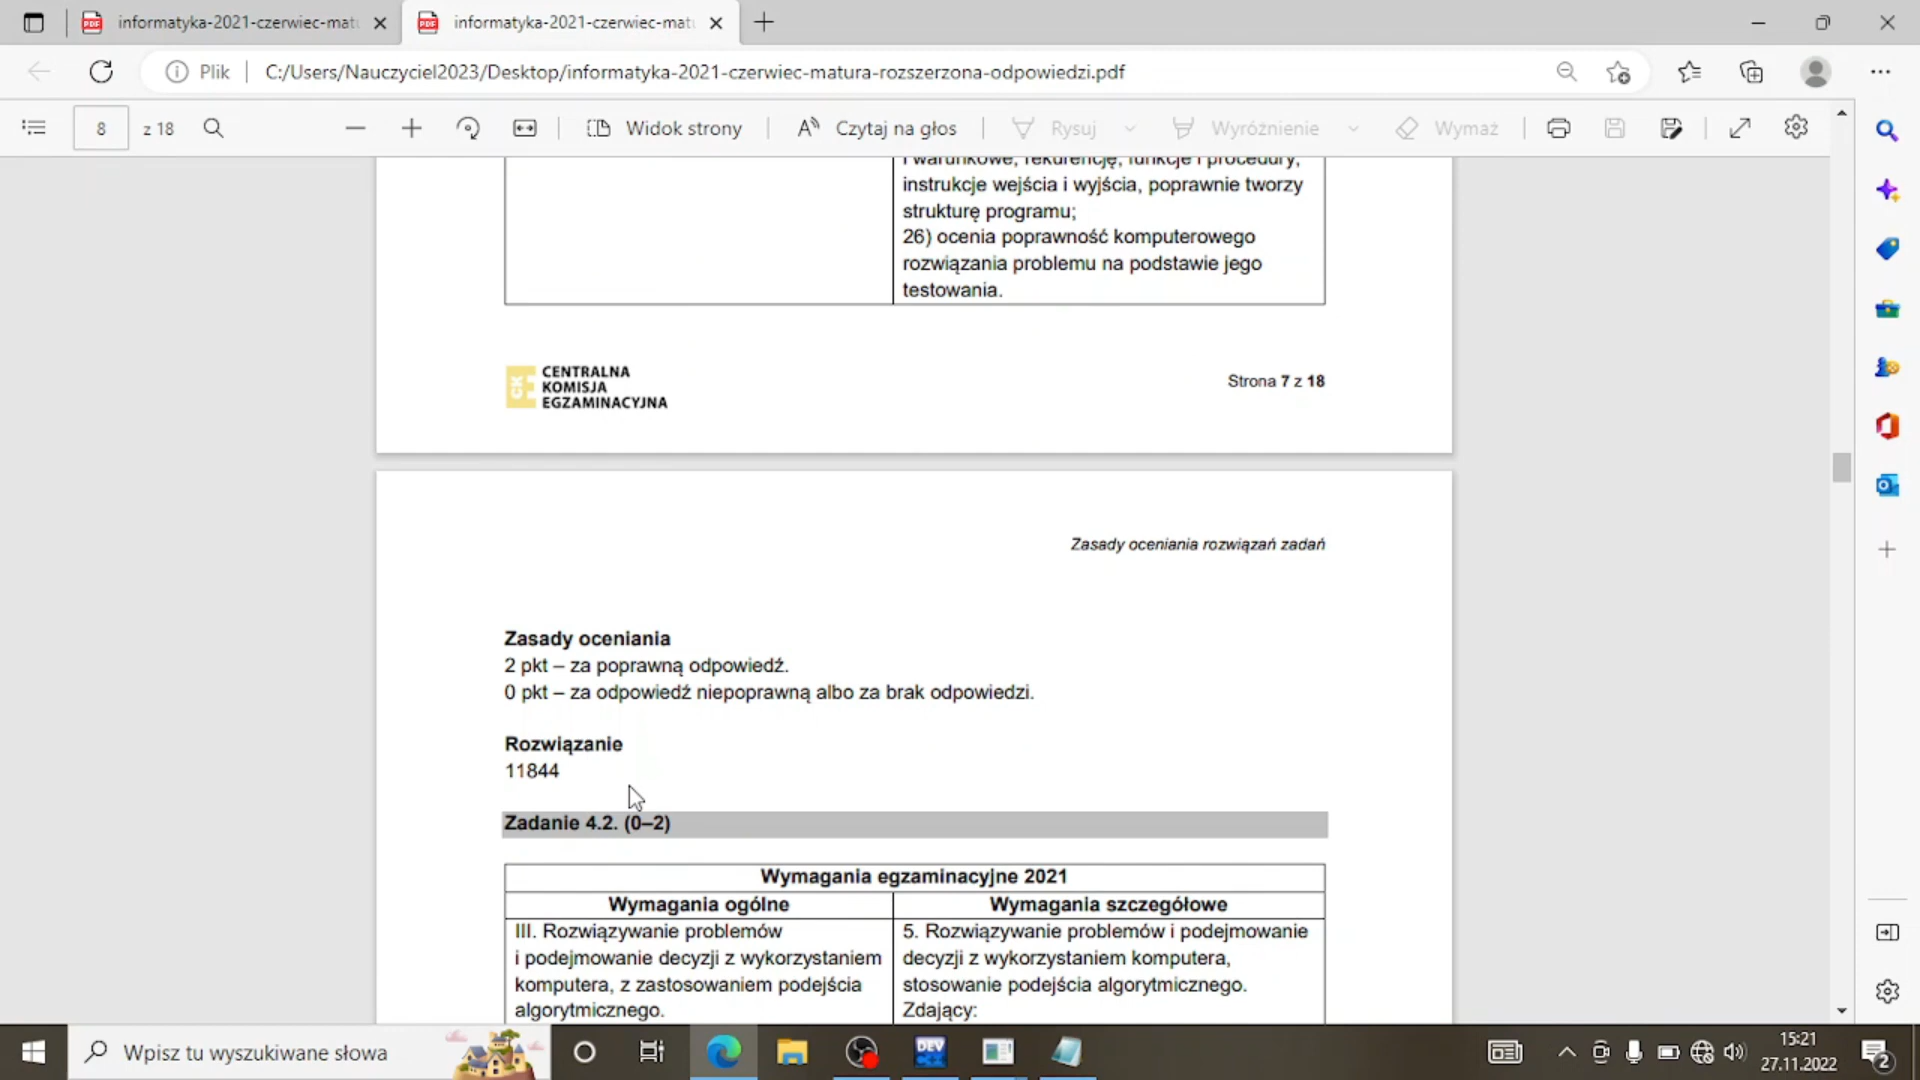 informatyka-2021-czerwiec-mat
informatyka-2021-czerwiec-mat
Plik
C:/Users/Nauczyciel2023/Desktop/informatyka-2021-czerwiec-matura-rozszerzona-odpowiedzi.pdf
8
z 18
Widok strony
Czytaj na głos
Rysuj
Wyróżnienie
Wymaż
i warunkowe, rekurencję, funkcje i procedury,
instrukcje wejścia i wyjścia, poprawnie tworzy
strukturę programu;
26) ocenia poprawność komputerowego
rozwiązania problemu na podstawie jego
testowania.
CENTRALNA
KOMISJA
EGZAMINACYJNA
Strona 7 z 18
Zasady oceniania rozwiązań zadań
Zasady oceniania
2 pkt – za poprawną odpowiedź.
0 pkt – za odpowiedź niepoprawną albo za brak odpowiedzi.
Rozwiązanie
11844
Zadanie 4.2. (0–2)
Wymagania egzaminacyjne 2021
Wymagania ogólne
Wymagania szczegółowe
III. Rozwiązywanie problemów
i podejmowanie decyzji z wykorzystaniem
komputera, z zastosowaniem podejścia
algorytmicznego.
5. Rozwiązywanie problemów i podejmowanie
decyzji z wykorzystaniem komputera,
stosowanie podejścia algorytmicznego.
Zdający:
Wpisz tu wyszukiwane słowa
DEV
15:21
27.11.2022
2